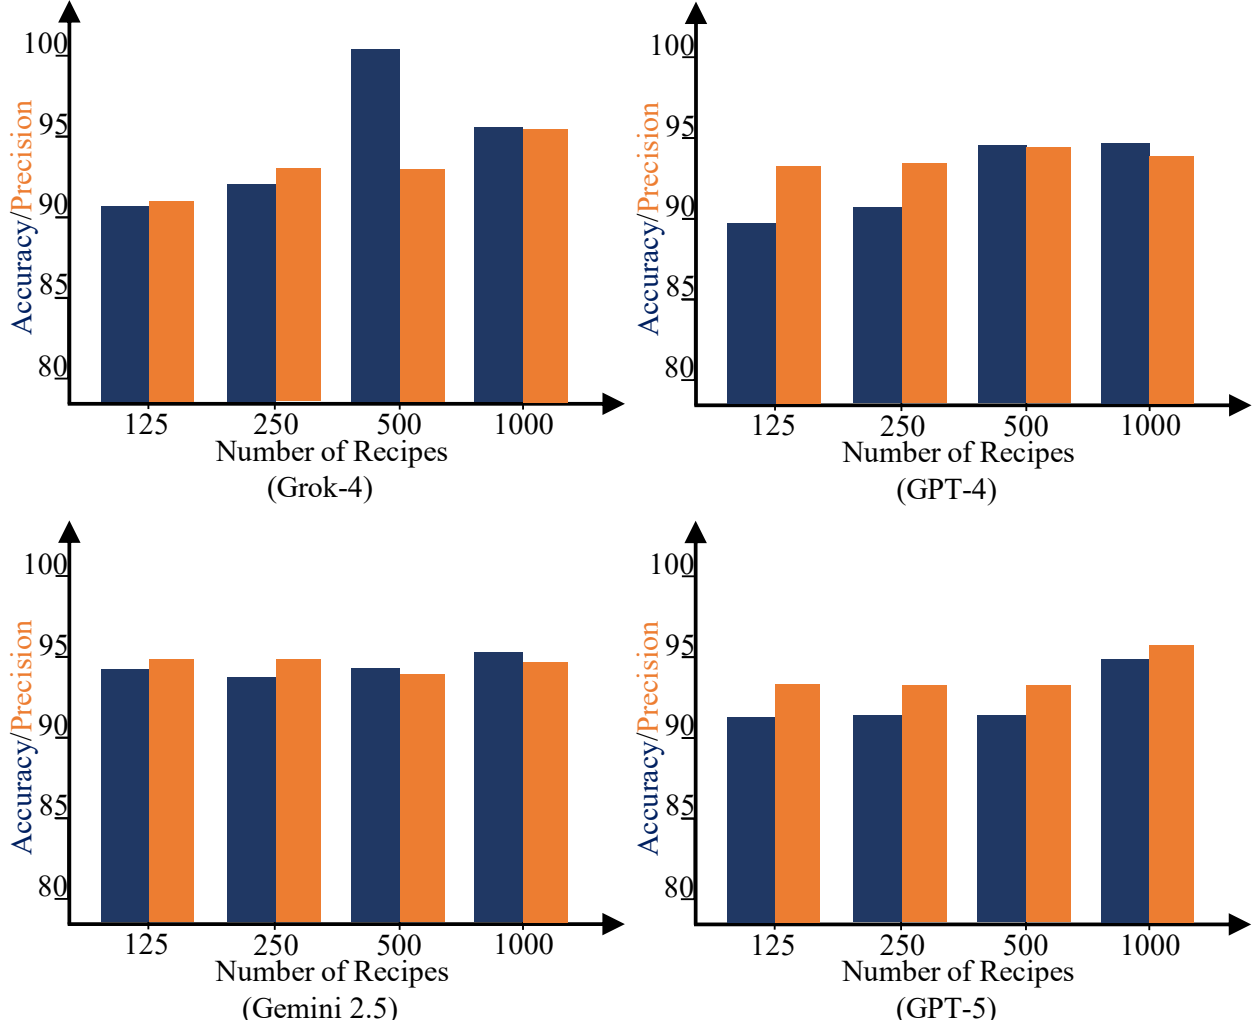 100
95
90
85
80
Accuracy/Precision
125 250 500 1000
Number of Recipes
(Grok-4)
100
95
90
85
80
Accuracy/Precision
125 250 500 1000
Number of Recipes
(GPT-4)
100
95
90
85
80
Accuracy/Precision
125 250 500 1000
Number of Recipes
(Gemini 2.5)
100
95
90
85
80
Accuracy/Precision
125 250 500 1000
Number of Recipes
(GPT-5)